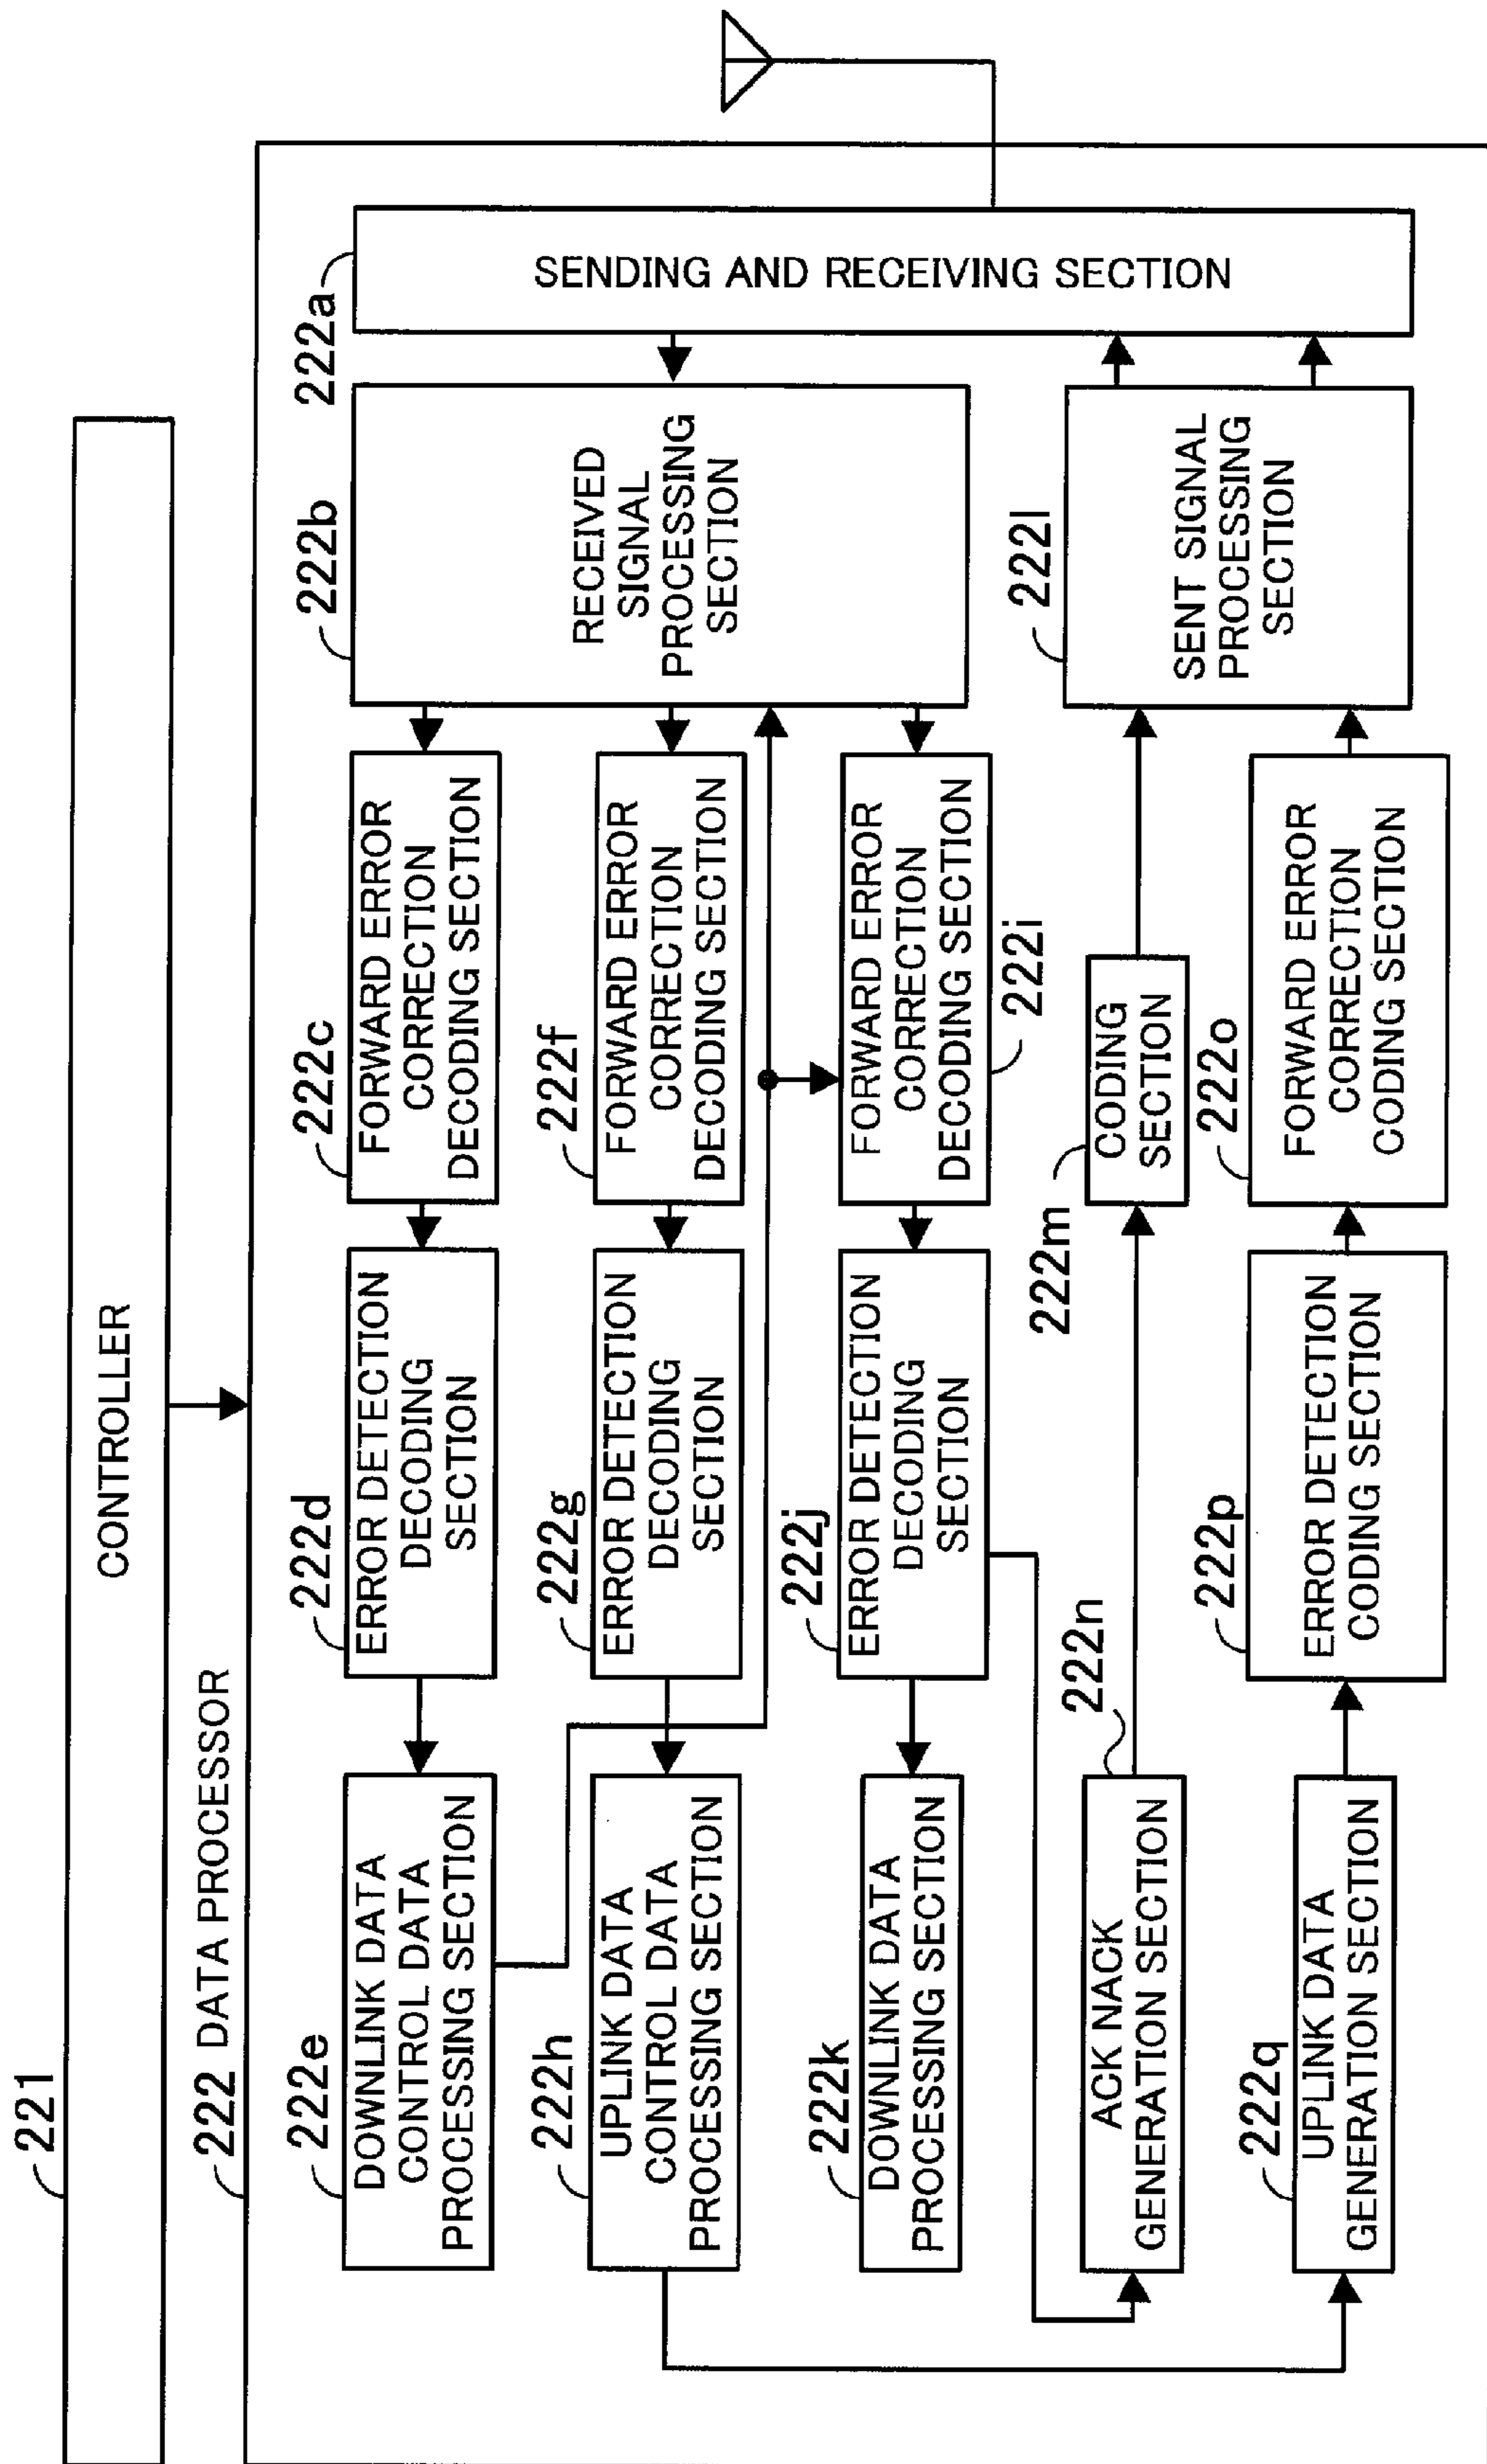 221
CONTROLLER
222 DATA PROCESSOR
222a
SENDING AND RECEIVING SECTION
222b
RECEIVED
SIGNAL
PROCESSING
SECTION
222c
FORWARD ERROR
CORRECTION
DECODING SECTION
222d
ERROR DETECTION
DECODING
SECTION
222e
DOWNLINK DATA
CONTROL DATA
PROCESSING SECTION
222f
FORWARD ERROR
CORRECTION
DECODING SECTION
222g
ERROR DETECTION
DECODING
SECTION
222h
UPLINK DATA
CONTROL DATA
PROCESSING SECTION
FORWARD ERROR
CORRECTION
DECODING SECTION
222i
222j
ERROR DETECTION
DECODING
SECTION
222k
DOWNLINK DATA
PROCESSING SECTION
222l
SENT SIGNAL
PROCESSING
SECTION
222m
CODING
SECTION
222n
ACK NACK
GENERATION SECTION
222o
FORWARD ERROR
CORRECTION
CODING SECTION
222p
ERROR DETECTION
CODING SECTION
222q
UPLINK DATA
GENERATION SECTION